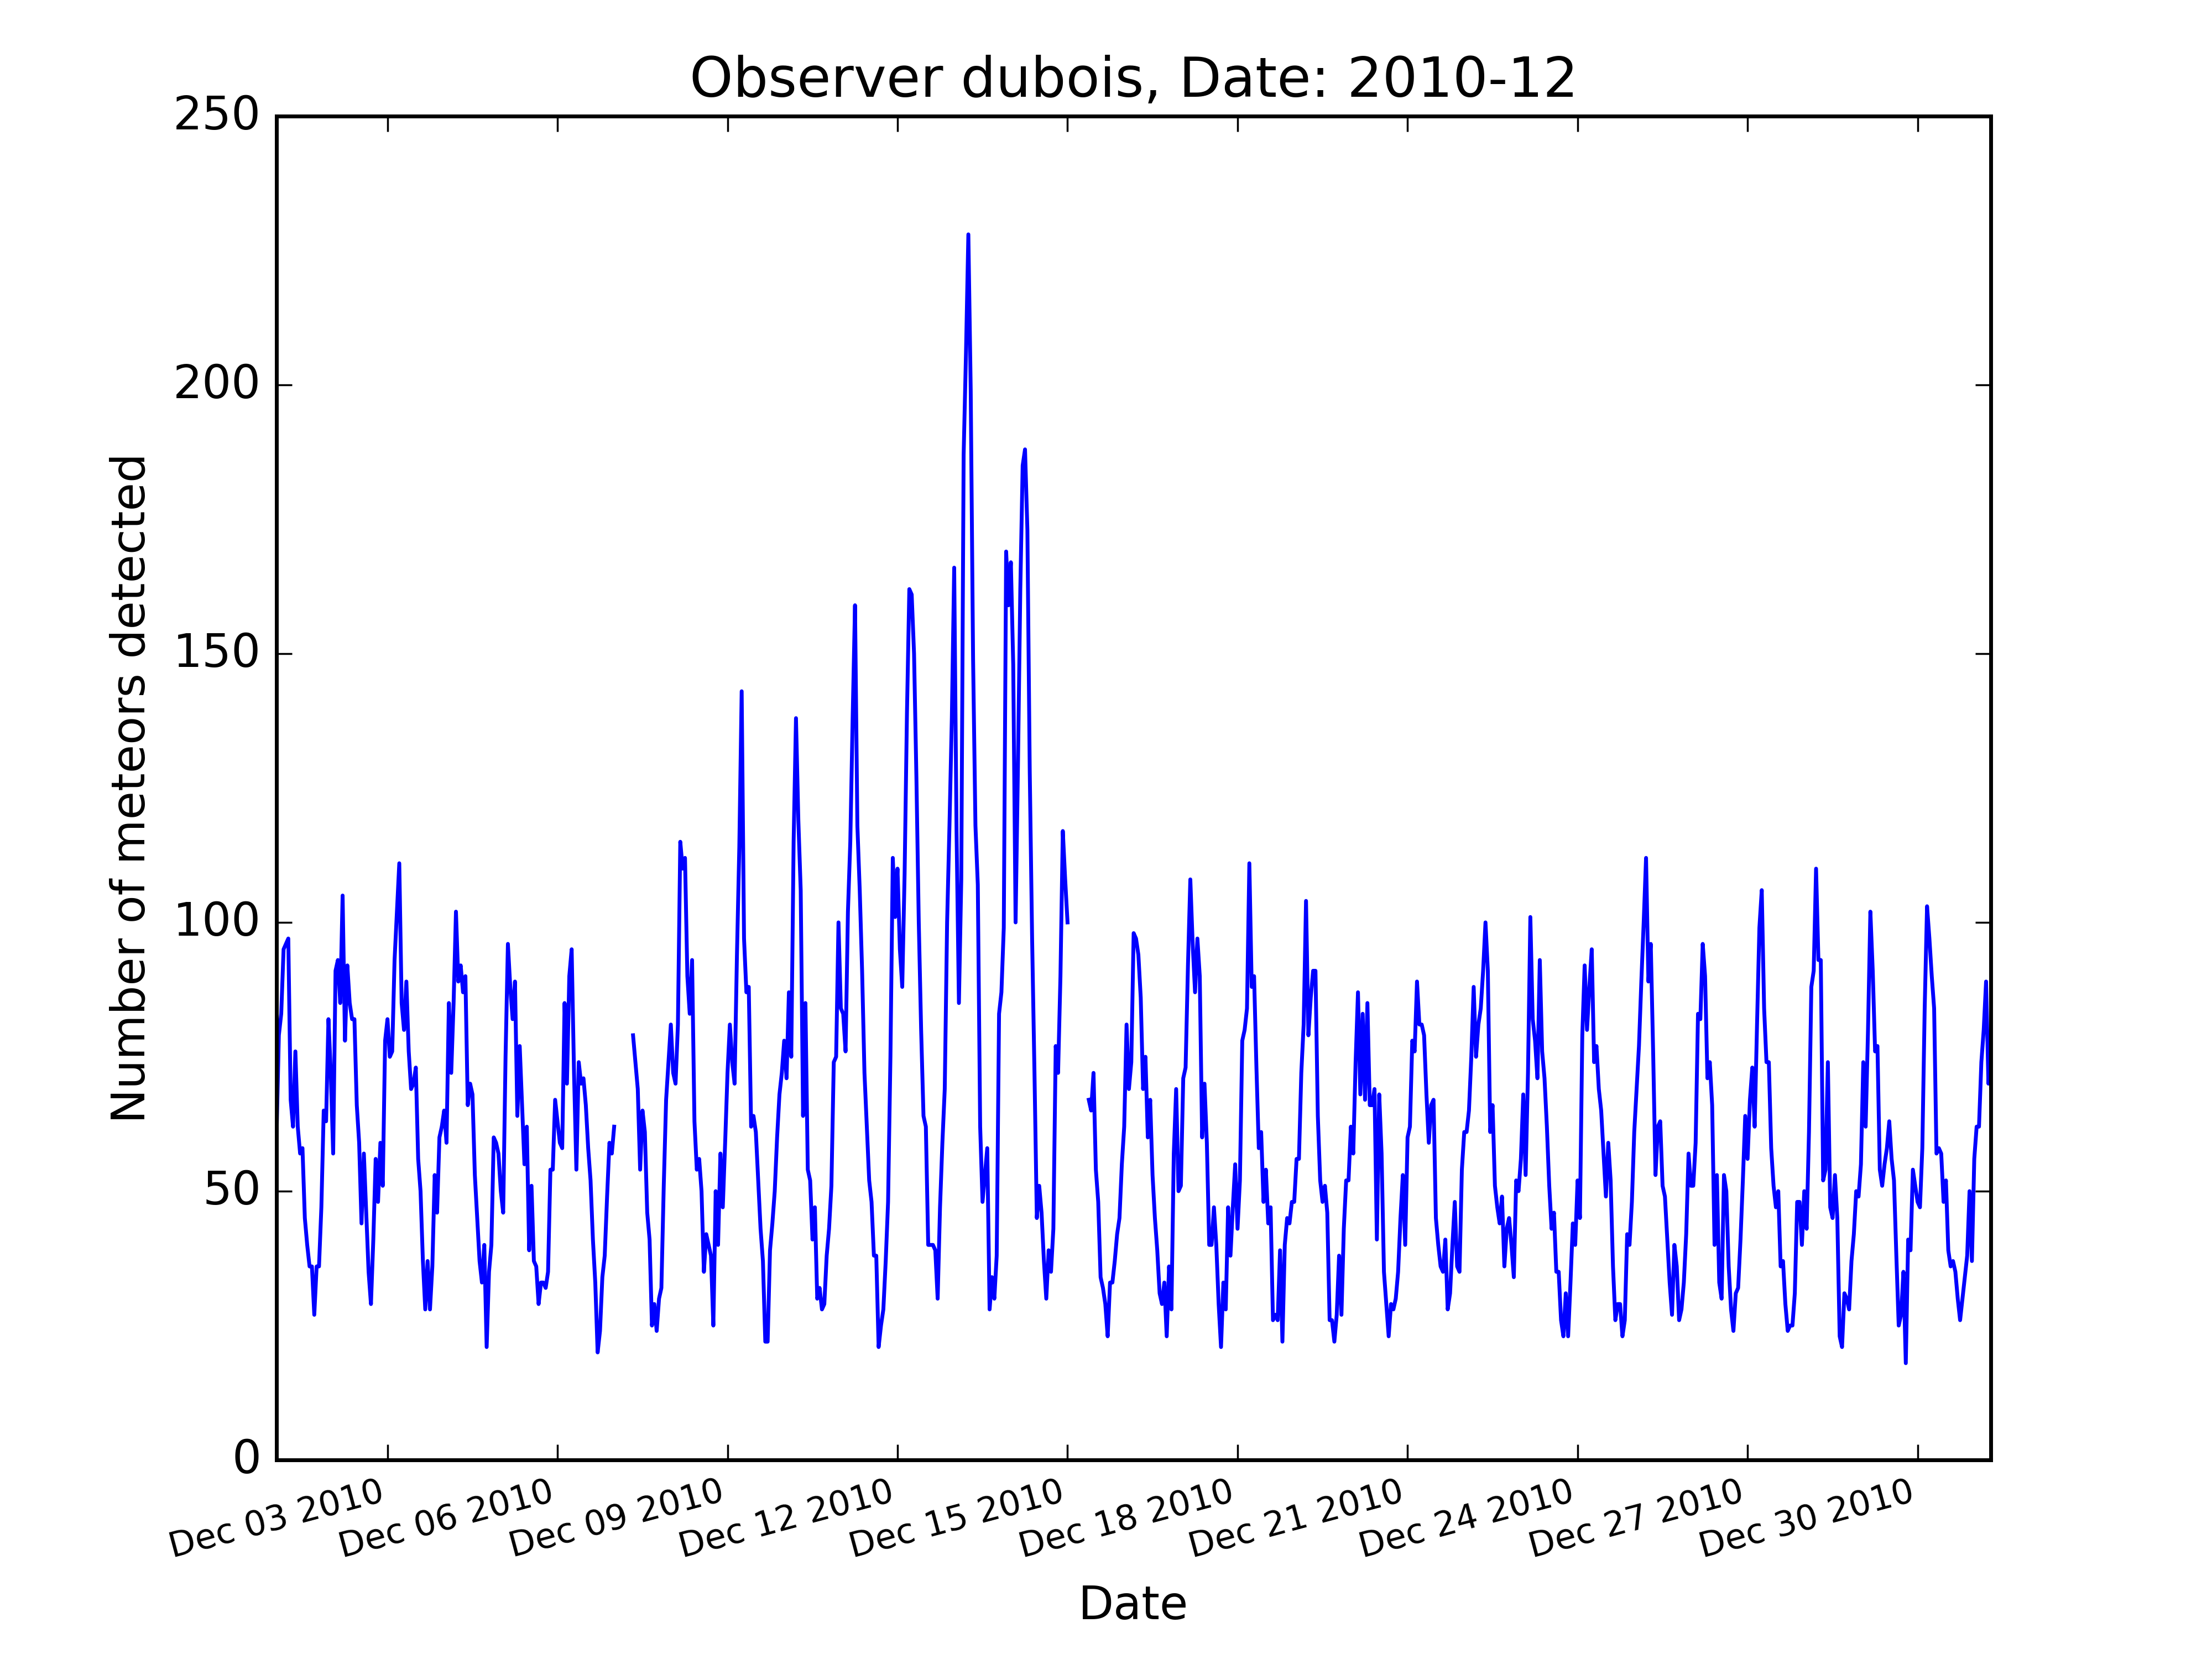 Observer dubois, Date: 2010-12
250
200
150
100
50
0
Number of meteors detected
Dec 03 2010
Dec 06 2010
Dec 09 2010
Dec 12 2010
Dec 15 2010
Dec 18 2010
Dec 21 2010
Dec 24 2010
Dec 27 2010
Dec 30 2010
Date